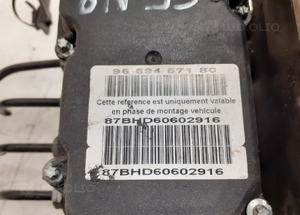 96 594 571 80
Cette reference est uniquement valable
en phase de montage vehicule
87BHD60602916
87BHD60602916